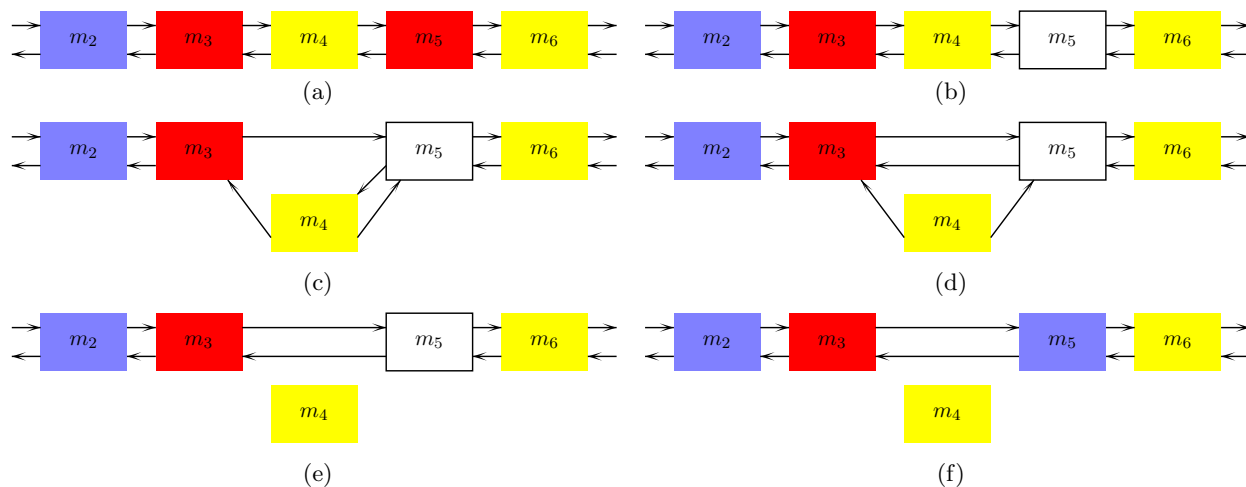 m₂ m₃ m₄ m₅ m₆
(a)
m₂ m₃ m₄ m₅ m₆
(b)
m₂ m₃ m₅ m₆
m₄
(c)
m₂ m₃ m₅ m₆
m₄
(d)
m₂ m₃ m₅ m₆
m₄
(e)
m₂ m₃ m₅ m₆
m₄
(f)